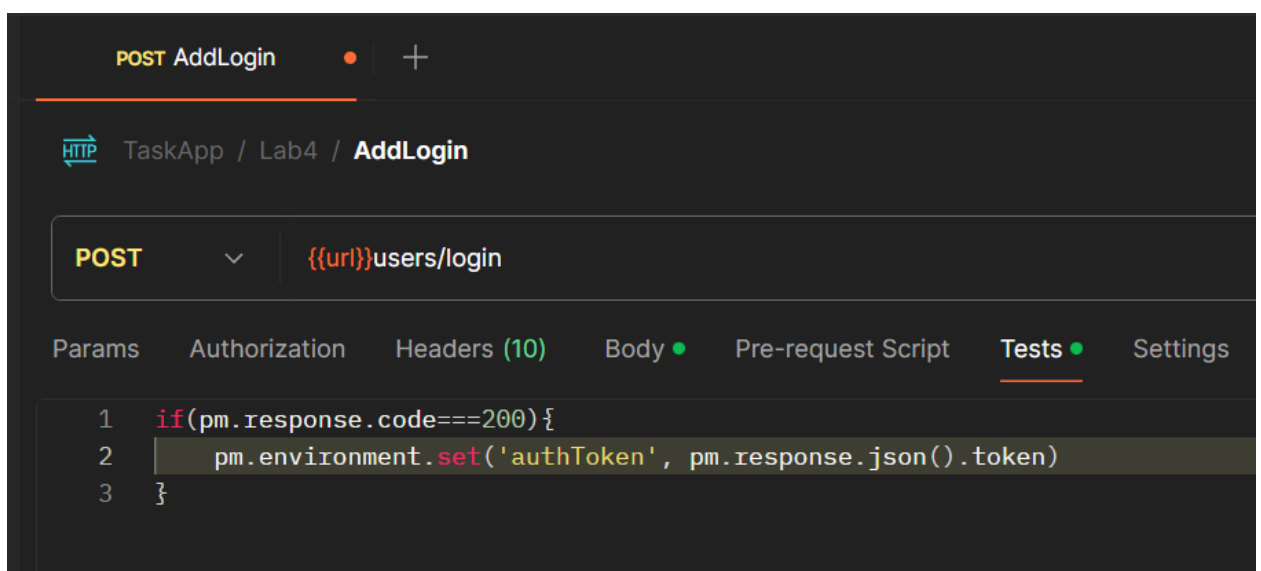 POST AddLogin
HTTP TaskApp / Lab4 / AddLogin
POST {{url}}users/login
Params Authorization Headers (10) Body Pre-request Script Tests Settings
1 if(pm.response.code===200){
2 pm.environment.set('authToken', pm.response.json().token)
3 }